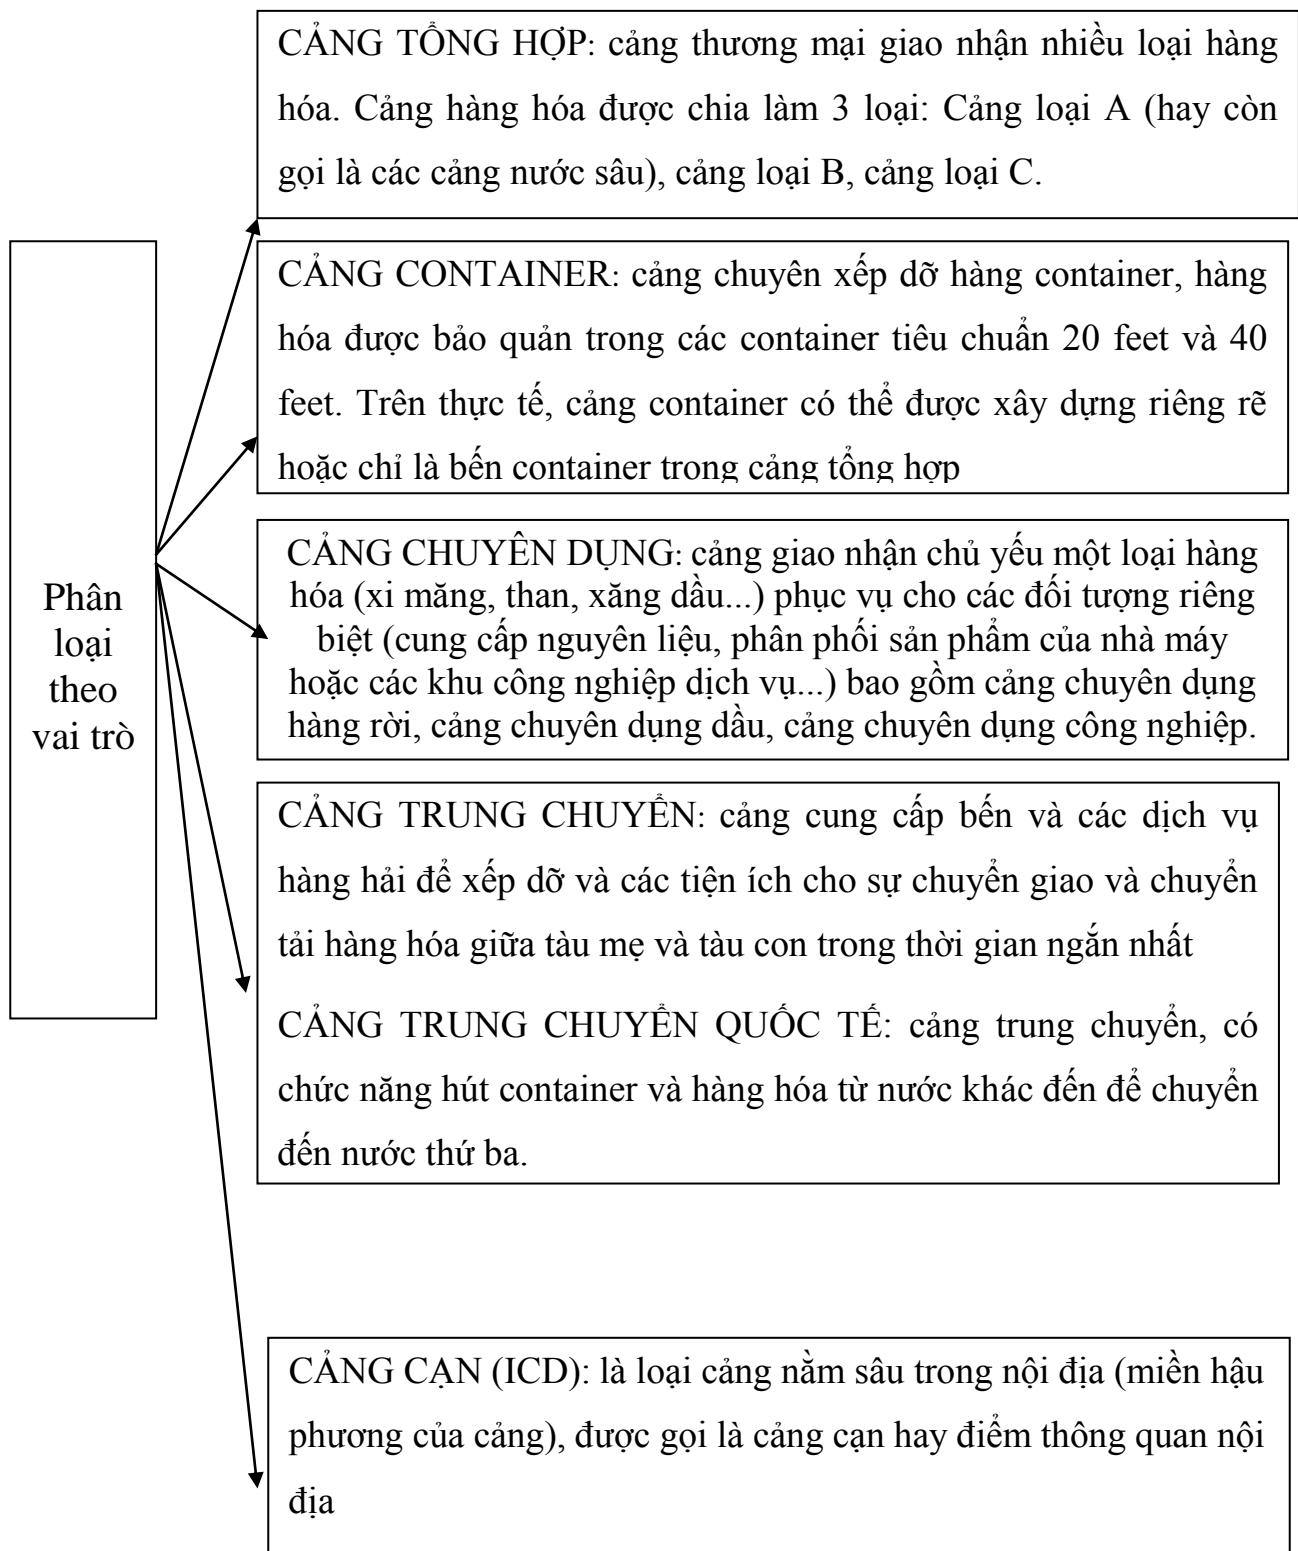 CẢNG TỔNG HỢP: cảng thương mại giao nhận nhiều loại hàng
hóa. Cảng hàng hóa được chia làm 3 loại: Cảng loại A (hay còn
gọi là các cảng nước sâu), cảng loại B, cảng loại C.
CẢNG CONTAINER: cảng chuyên xếp dỡ hàng container, hàng
hóa được bảo quản trong các container tiêu chuẩn 20 feet và 40
feet. Trên thực tế, cảng container có thể được xây dựng riêng rẽ
hoặc chỉ là bến container trong cảng tổng hợp
Phân
loại
theo
vai trò
CẢNG CHUYÊN DỤNG: cảng giao nhận chủ yếu một loại hàng
hóa (xi măng, than, xăng dầu...) phục vụ cho các đối tượng riêng
biệt (cung cấp nguyên liệu, phân phối sản phẩm của nhà máy
hoặc các khu công nghiệp dịch vụ...) bao gồm cảng chuyên dụng
hàng rời, cảng chuyên dụng dầu, cảng chuyên dụng công nghiệp.
CẢNG TRUNG CHUYỂN: cảng cung cấp bến và các dịch vụ
hàng hải để xếp dỡ và các tiện ích cho sự chuyển giao và chuyển
tải hàng hóa giữa tàu mẹ và tàu con trong thời gian ngắn nhất
CẢNG TRUNG CHUYỂN QUỐC TẾ: cảng trung chuyển, có
chức năng hút container và hàng hóa từ nước khác đến để chuyển
đến nước thứ ba.
CẢNG CẠN (ICD): là loại cảng nằm sâu trong nội địa (miền hậu
phương của cảng), được gọi là cảng cạn hay điểm thông quan nội
địa